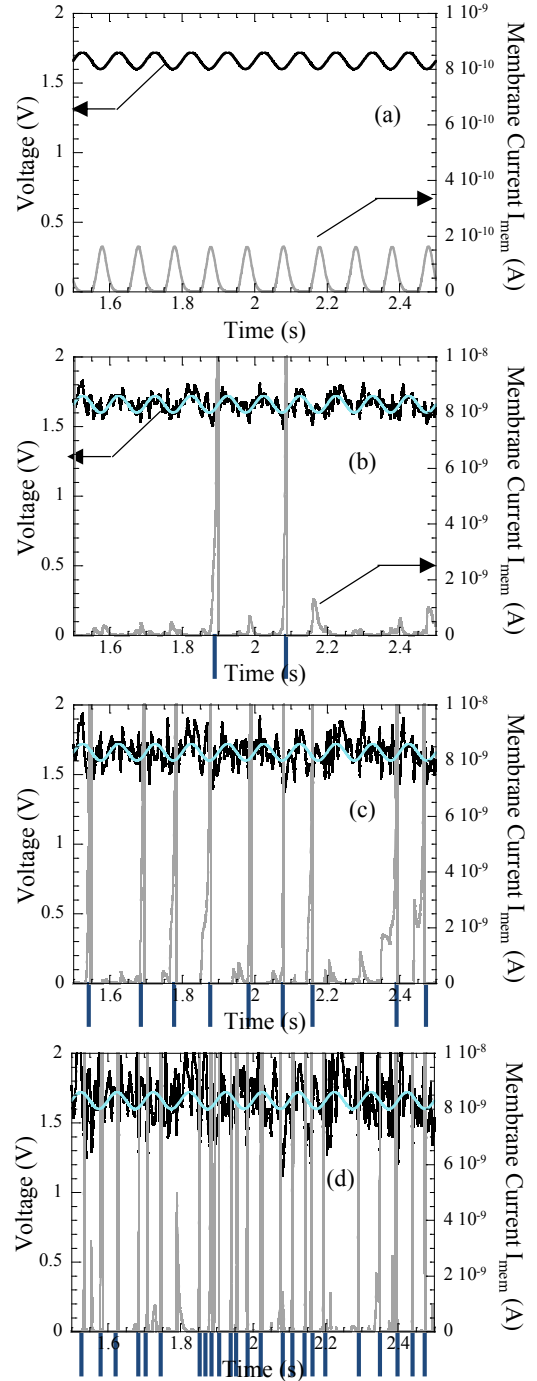 2
1.5
1
0.5
0
Voltage (V)
1 10⁻⁹
8 10⁻¹⁰
6 10⁻¹⁰
4 10⁻¹⁰
2 10⁻¹⁰
0
Membrane Current I_mem (A)
(a)
1.6 1.8 2 2.2 2.4
Time (s)
2
1.5
1
0.5
0
Voltage (V)
1 10⁻⁸
8 10⁻⁹
6 10⁻⁹
4 10⁻⁹
2 10⁻⁹
0
Membrane Current I_mem (A)
(b)
1.6 1.8 2 2.2 2.4
Time (s)
2
1.5
1
0.5
0
Voltage (V)
1 10⁻⁸
8 10⁻⁹
6 10⁻⁹
4 10⁻⁹
2 10⁻⁹
0
Membrane Current I_mem (A)
(c)
1.6 1.8 2 2.2 2.4
Time (s)
2
1.5
1
0.5
0
Voltage (V)
1 10⁻⁸
8 10⁻⁹
6 10⁻⁹
4 10⁻⁹
2 10⁻⁹
0
Membrane Current I_mem (A)
(d)
1.6 1.8 2 2.2 2.4
Time (s)